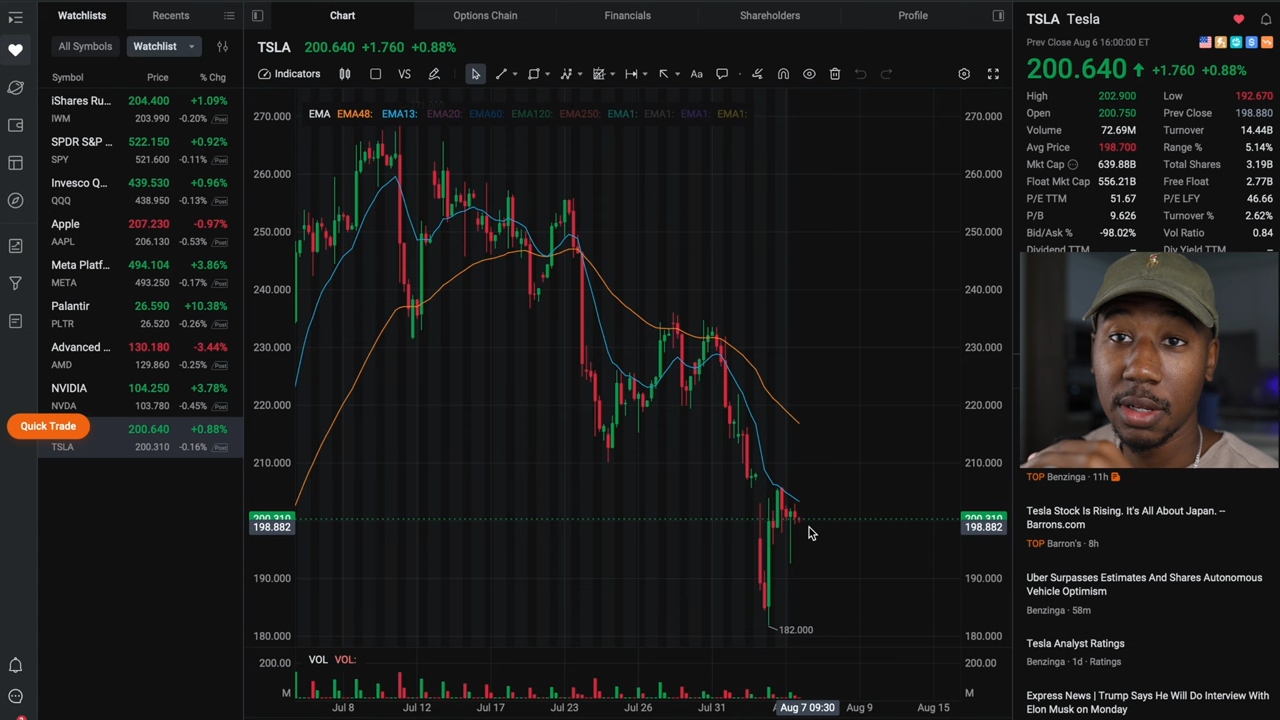 Watchlists
Recents
All Symbols
Watchlist
Symbol
Price
% Chg
iShares Ru... 204.400 +1.09%
IWM 203.990 -0.20% Post
SPDR S&P ... 522.150 +0.92%
SPY 521.600 -0.11% Post
Invesco Q... 439.530 +0.96%
QQQ 438.950 -0.13% Post
Apple 207.230 -0.97%
AAPL 206.130 -0.53% Post
Meta Platf... 494.104 +3.86%
META 493.250 -0.17% Post
Palantir 26.590 +10.38%
PLTR 26.520 -0.26% Post
Advanced ... 130.180 -3.44%
AMD 129.860 -0.25% Post
NVIDIA 104.250 +3.78%
NVDA 103.780 -0.45% Post
Quick Trade
200.640 +0.88%
TSLA 200.310 -0.16% Post
Chart
Options Chain
Financials
Shareholders
Profile
TSLA 200.640 +1.760 +0.88%
Indicators
VS
Aa
EMA EMA48: EMA13: EMA20: EMA60: EMA120: EMA250: EMA1: EMA1: EMA1: EMA1:
270.000
260.000
250.000
240.000
230.000
220.000
210.000
200.310
198.882
190.000
180.000
270.000
260.000
250.000
240.000
230.000
220.000
210.000
200.310
198.882
190.000
180.000
182.000
VOL VOL:
200.00
M
200.00
M
Jul 8
Jul 12
Jul 17
Jul 23
Jul 26
Jul 31
Aug 7 09:30
Aug 9
Aug 15
TSLA Tesla
Prev Close Aug 6 16:00:00 ET
200.640 +1.760 +0.88%
High 202.900 Low 192.670
Open 200.750 Prev Close 198.880
Volume 72.69M Turnover 14.44B
Avg Price 198.700 Range % 5.14%
Mkt Cap 639.88B Total Shares 3.19B
Float Mkt Cap 556.21B Free Float 2.77B
P/E TTM 51.67 P/E LFY 46.66
P/B 9.626 Turnover % 2.62%
Bid/Ask % -98.02% Vol Ratio 0.84
Dividend TTM – Div Yield TTM –
TOP Benzinga · 11h
Tesla Stock Is Rising. It's All About Japan. --
Barrons.com
TOP Barron's · 8h
Uber Surpasses Estimates And Shares Autonomous
Vehicle Optimism
Benzinga · 58m
Tesla Analyst Ratings
Benzinga · 1d · Ratings
Express News | Trump Says He Will Do Interview With
Elon Musk on Monday